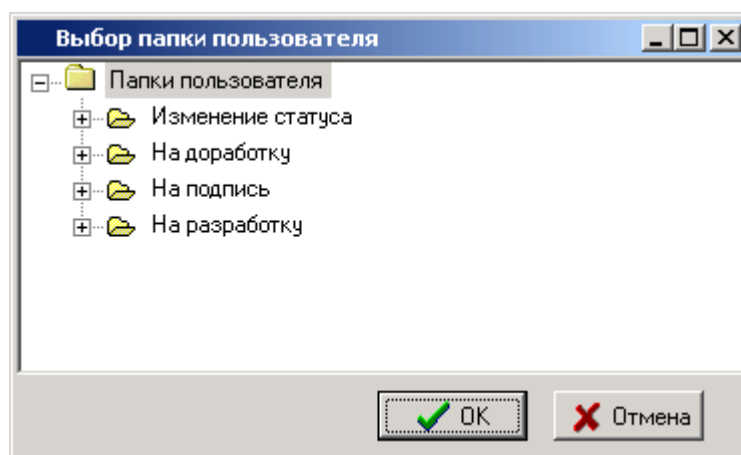 Выбор папки пользователя
Папки пользователя
Изменение статуса
На доработку
На подпись
На разработку
OK
Отмена